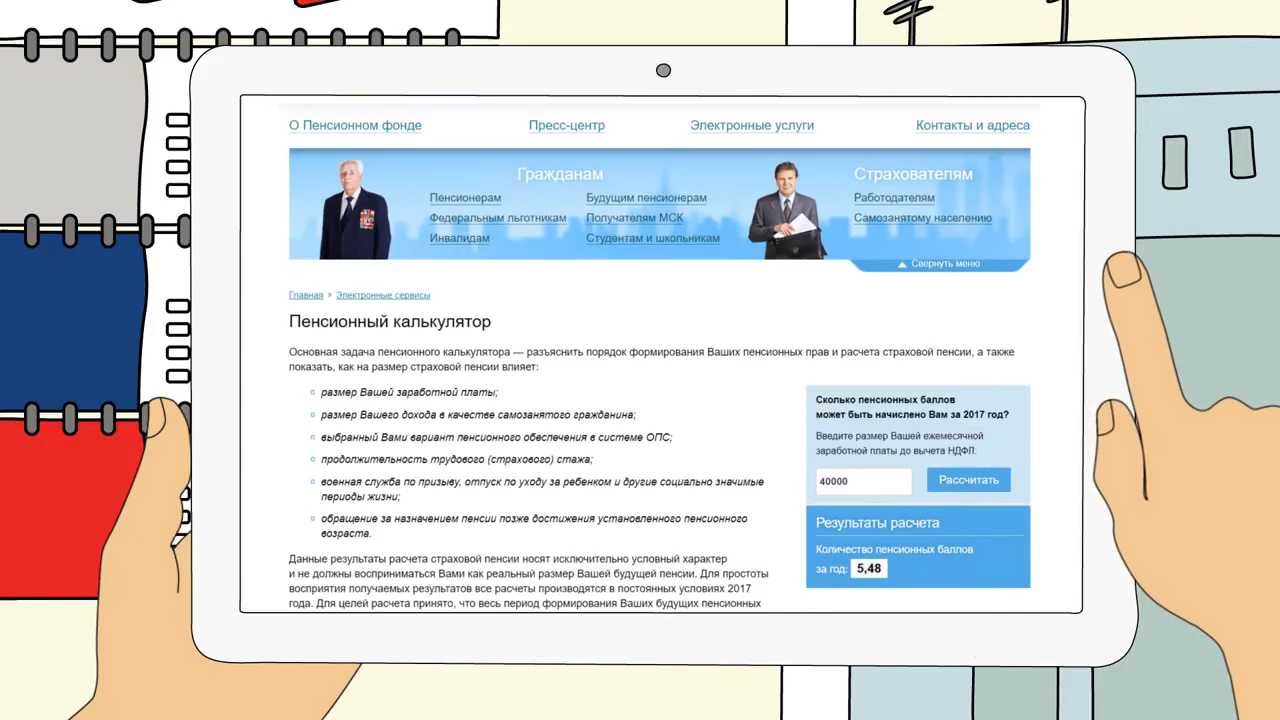 О Пенсионном фонде Пресс-центр Электронные услуги Контакты и адреса
Гражданам Страхователям
Пенсионерам Будущим пенсионерам Работодателям
Федеральным льготникам Получателям МСК Самозанятому населению
Инвалидам Студентам и школьникам
Свернуть меню
Главная » Электронные сервисы
Пенсионный калькулятор
Основная задача пенсионного калькулятора — разъяснить порядок формирования Ваших пенсионных прав и расчета страховой пенсии, а также
показать, как на размер страховой пенсии влияет:
размер Вашей заработной платы;
размер Вашего дохода в качестве самозанятого гражданина;
выбранный Вами вариант пенсионного обеспечения в системе ОПС;
продолжительность трудового (страхового) стажа;
военная служба по призыву, отпуск по уходу за ребенком и другие социально значимые
периоды жизни;
обращение за назначением пенсии позже достижения установленного пенсионного
возраста.
Данные результаты расчета страховой пенсии носят исключительно условный характер
и не должны восприниматься Вами как реальный размер Вашей будущей пенсии. Для простоты
восприятия получаемых результатов все расчеты производятся в постоянных условиях 2017
года. Для целей расчета принято, что весь период формирования Ваших будущих пенсионных
Сколько пенсионных баллов
может быть начислено Вам за 2017 год?
Введите размер Вашей ежемесячной
заработной платы до вычета НДФЛ:
40000 Рассчитать
Результаты расчета
Количество пенсионных баллов
за год: 5,48